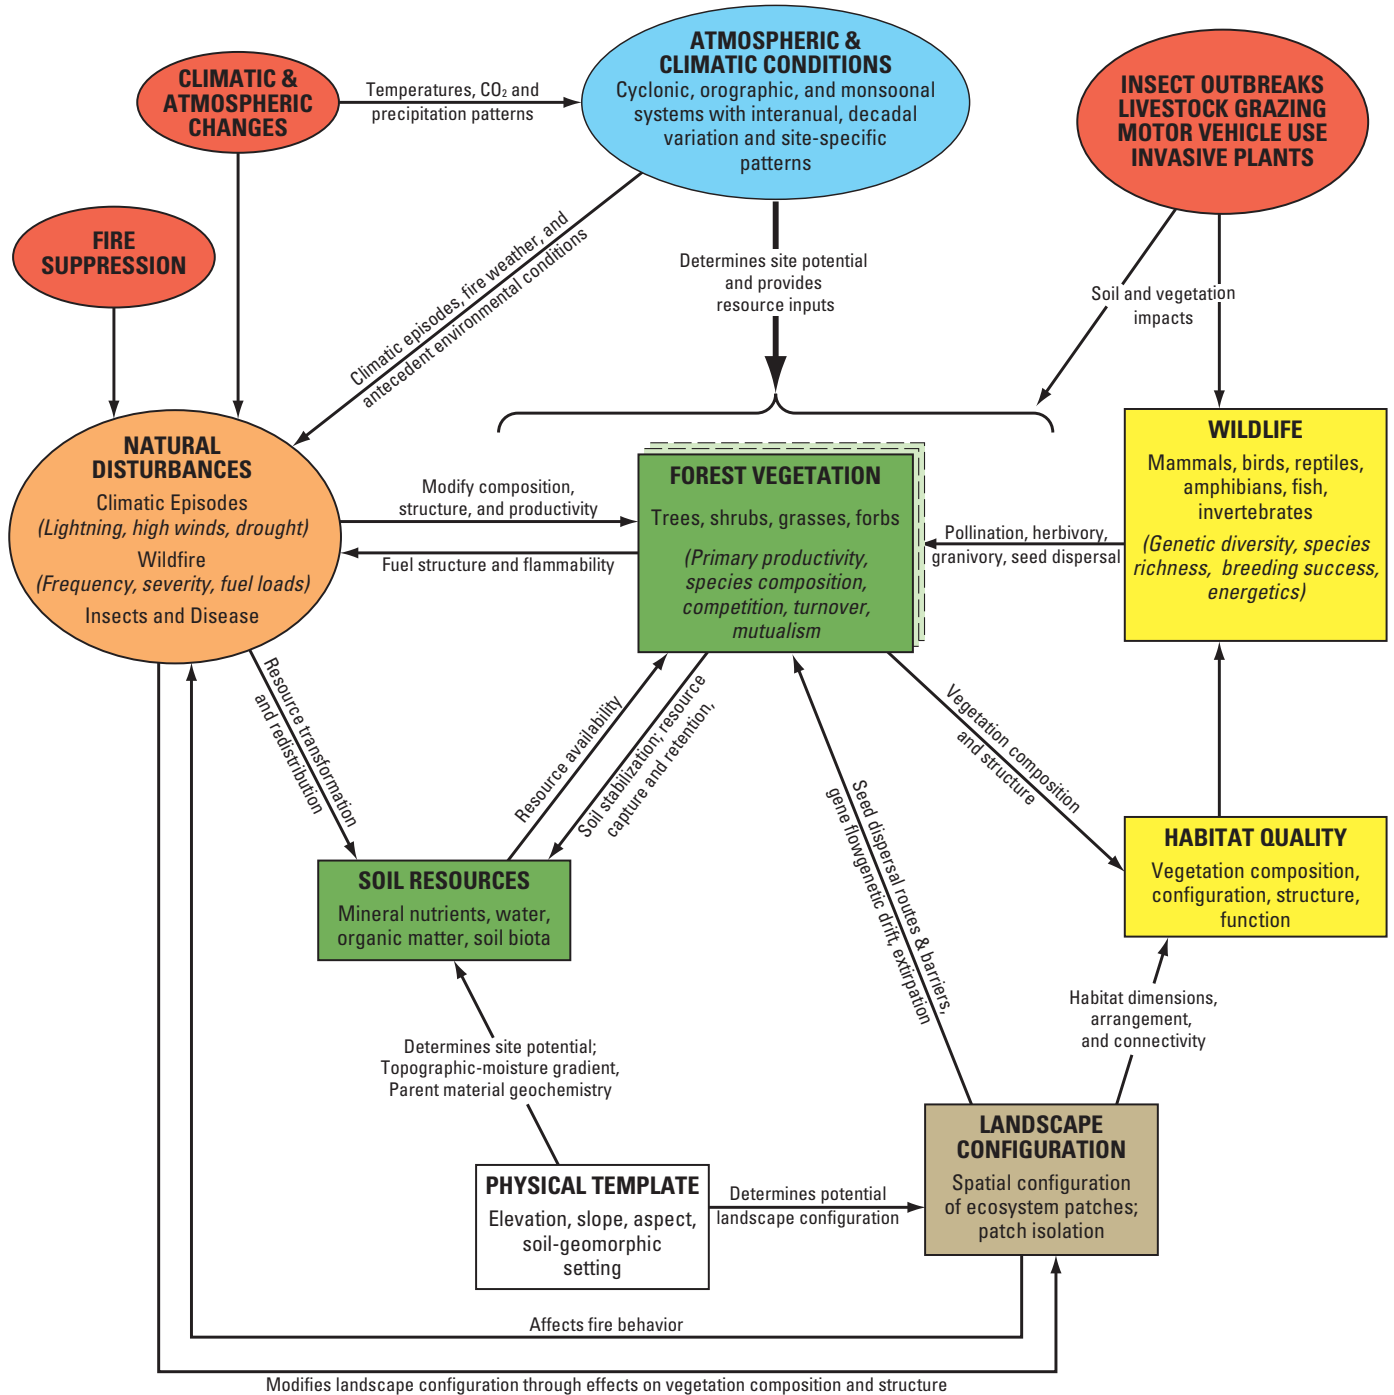 CLIMATIC &
ATMOSPHERIC
CHANGES
Temperatures, CO₂ and
precipitation patterns
ATMOSPHERIC &
CLIMATIC CONDITIONS
Cyclonic, orographic, and monsoonal
systems with interanual, decadal
variation and site-specific
patterns
INSECT OUTBREAKS
LIVESTOCK GRAZING
MOTOR VEHICLE USE
INVASIVE PLANTS
FIRE
SUPPRESSION
Climatic episodes, fire weather, and
antecedent environmental conditions
Determines site potential
and provides
resource inputs
Soil and vegetation
impacts
NATURAL
DISTURBANCES
Climatic Episodes
(Lightning, high winds, drought)
Wildfire
(Frequency, severity, fuel loads)
Insects and Disease
Modify composition,
structure, and productivity
Fuel structure and flammability
FOREST VEGETATION
Trees, shrubs, grasses, forbs
(Primary productivity,
species composition,
competition, turnover,
mutualism
Pollination, herbivory,
granivory, seed dispersal
WILDLIFE
Mammals, birds, reptiles,
amphibians, fish,
invertebrates
(Genetic diversity, species
richness, breeding success,
energetics)
Resource transformation
and redistribution
Resource availability
Soil stabilization; resource
capture and retention,
Vegetation composition
and structure
Seed dispersal routes & barriers,
gene flowgenetic drift, extirpation
SOIL RESOURCES
Mineral nutrients, water,
organic matter, soil biota
HABITAT QUALITY
Vegetation composition,
configuration, structure,
function
Habitat dimensions,
arrangement,
and connectivity
Determines site potential;
Topographic-moisture gradient,
Parent material geochemistry
PHYSICAL TEMPLATE
Elevation, slope, aspect,
soil-geomorphic
setting
Determines potential
landscape configuration
LANDSCAPE
CONFIGURATION
Spatial configuration
of ecosystem patches;
patch isolation
Affects fire behavior
Modifies landscape configuration through effects on vegetation composition and structure